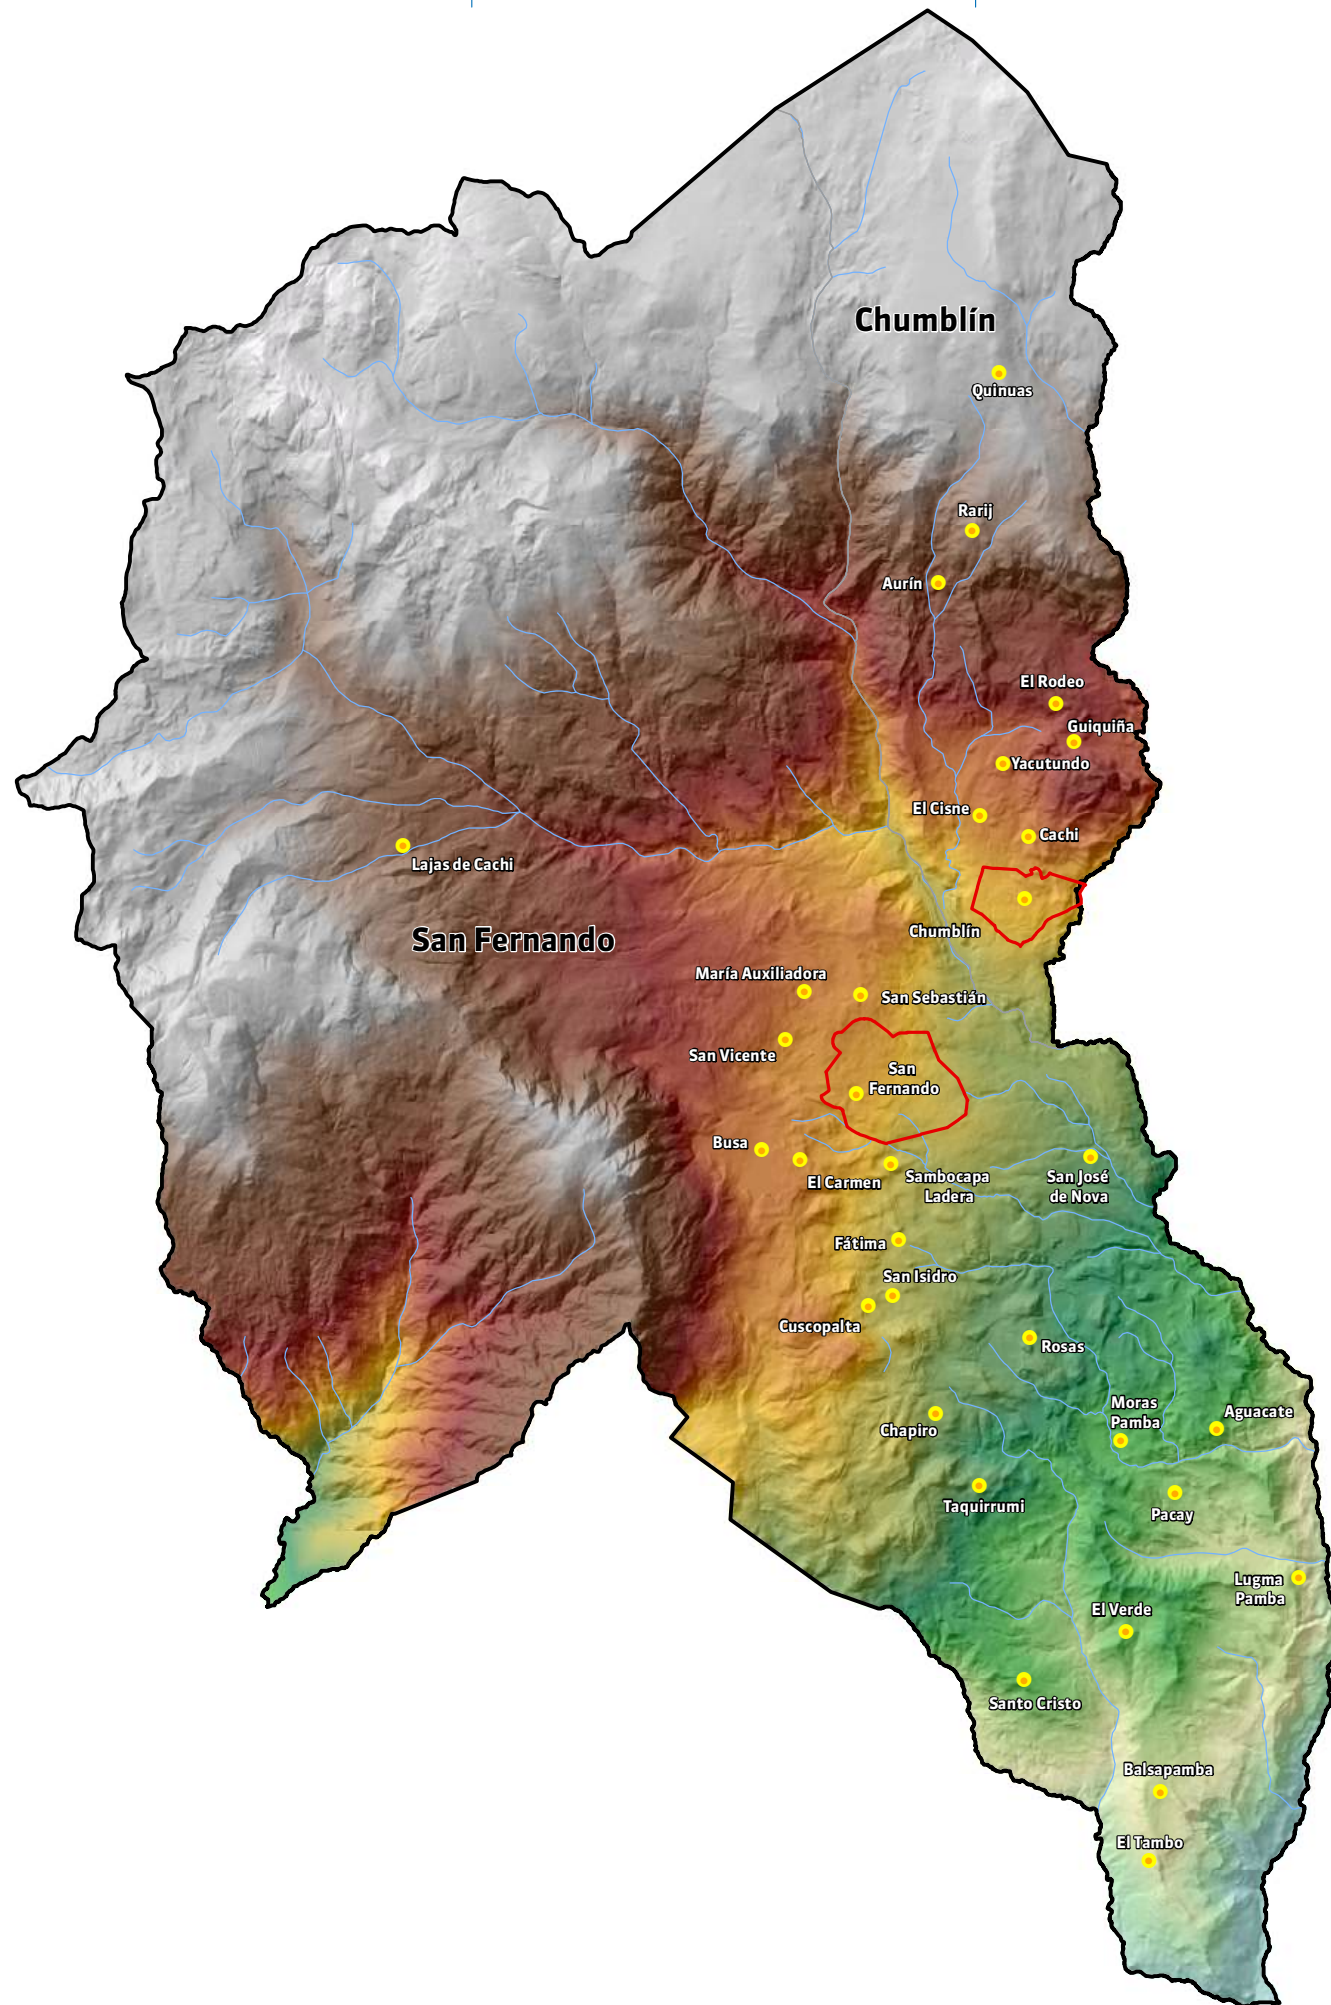 Chumblín
Quinuas
Rarij
Aurín
El Rodeo
Guiquiña
Yacutundo
El Cisne
Cachi
Lajas de Cachi
Chumblín
San Fernando
María Auxiliadora
San Sebastián
San Vicente
San
Fernando
Busa
El Carmen
Sambocapa
Ladera
San José
de Nova
Fátima
San Isidro
Cuscopalta
Rosas
Moras
Pamba
Aguacate
Chapiro
Taquirrumi
Pacay
Lugma
Pamba
El Verde
Santo Cristo
Balsapamba
El Tambo